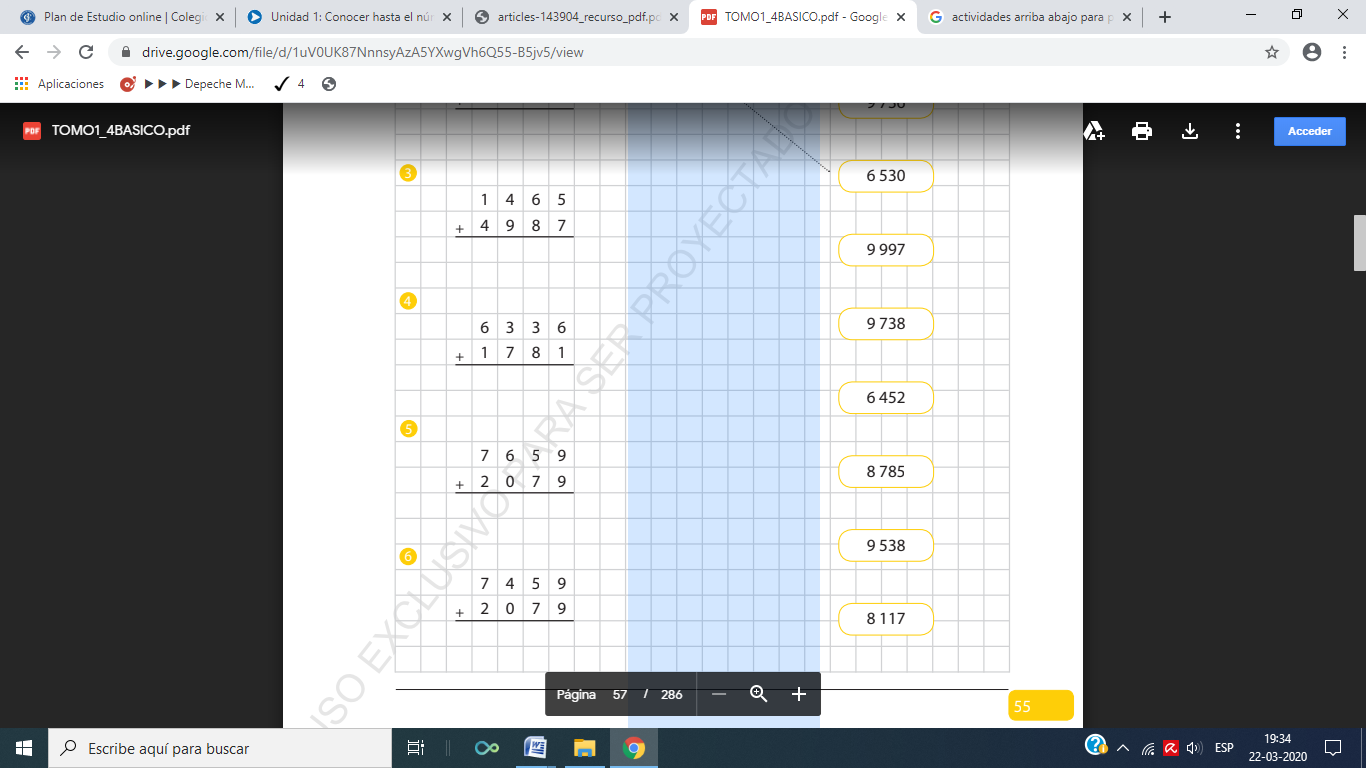 Plan de Estudio online | Colegi
Unidad 1: Conocer hasta el nú
articles-143904_recurso_pdf.pd
TOMO1_4BASICO.pdf - Google
actividades arriba abajo para p
drive.google.com/file/d/1uV0UK87NnnsyAzA5YXwgVh6Q55-B5jv5/view
Aplicaciones
►►► Depeche M...
4
PDF TOMO1_4BASICO.pdf
Acceder
3
1 4 6 5
+ 4 9 8 7
4
6 3 3 6
+ 1 7 8 1
5
7 6 5 9
+ 2 0 7 9
6
7 4 5 9
+ 2 0 7 9
6 530
9 997
9 738
6 452
8 785
9 538
8 117
USO EXCLUSIVO PARA SER PROYECTADO
Página 57 / 286
55
Escribe aquí para buscar
ESP
19:34
22-03-2020